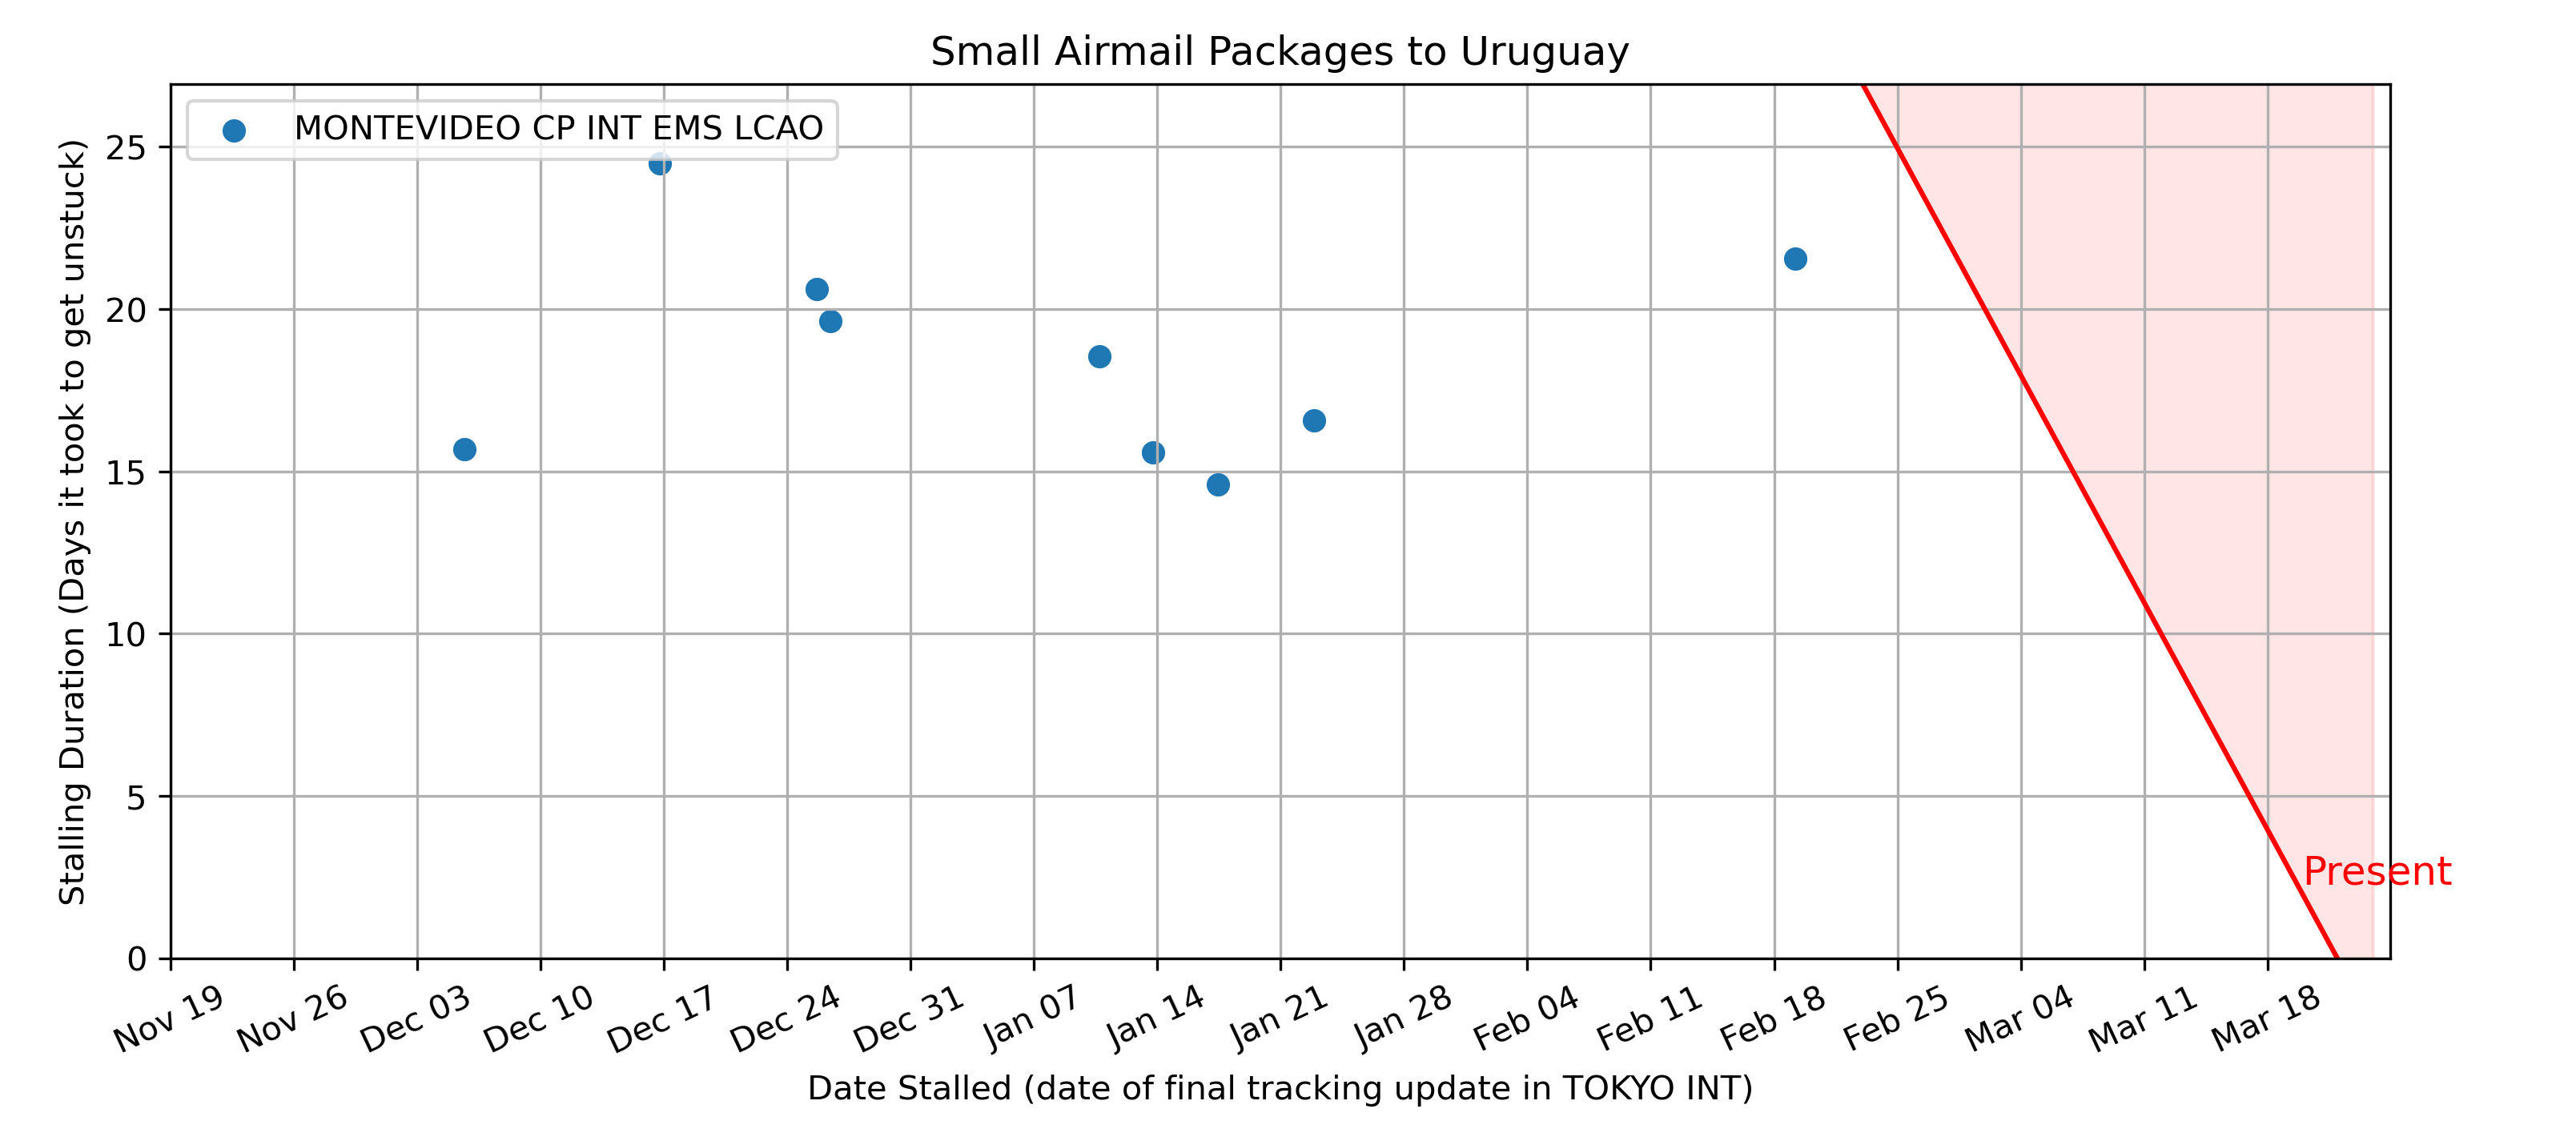 Small Airmail Packages to Uruguay
MONTEVIDEO CP INT EMS LCAO
Stalling Duration (Days it took to get unstuck)
25
20
15
10
5
0
Present
Nov 19
Nov 26
Dec 03
Dec 10
Dec 17
Dec 24
Dec 31
Jan 07
Jan 14
Jan 21
Jan 28
Feb 04
Feb 11
Feb 18
Feb 25
Mar 04
Mar 11
Mar 18
Date Stalled (date of final tracking update in TOKYO INT)